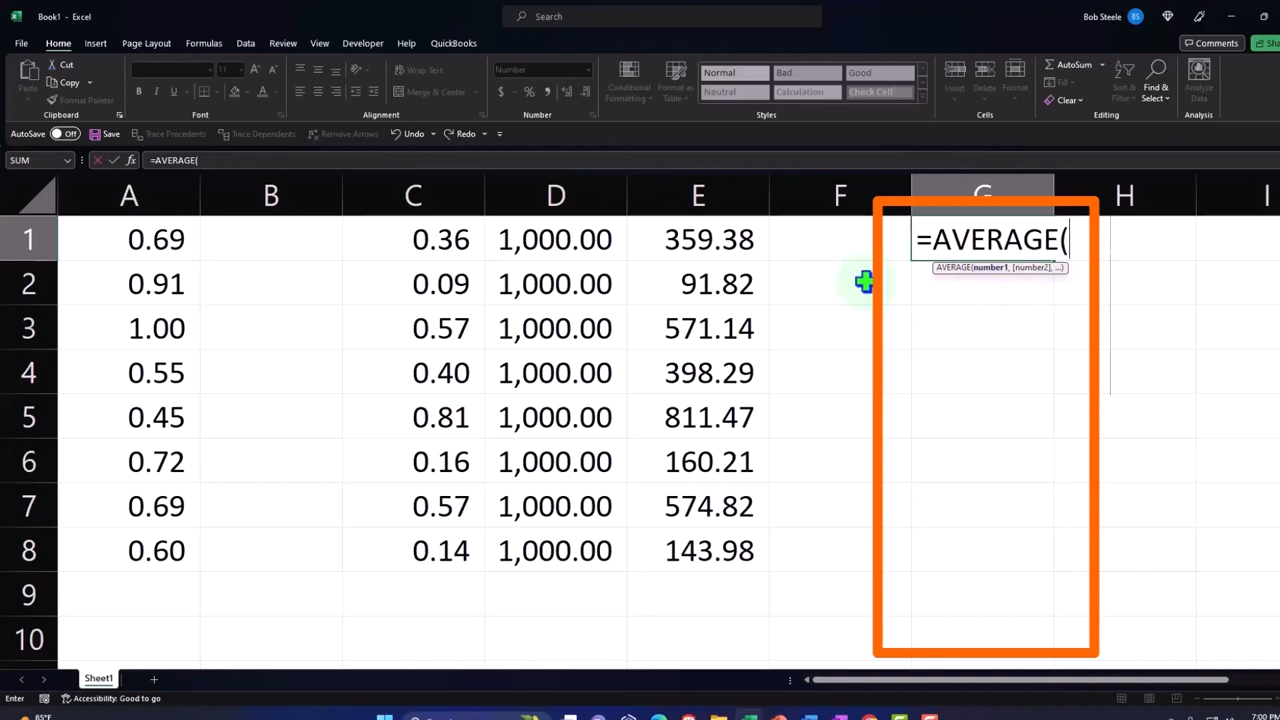 Book1 - Excel
Search
Bob Steele BS
File Home Insert Page Layout Formulas Data Review View Developer Help QuickBooks
Comments
Paste
Cut
Copy
Format Painter
Clipboard
11
Font
Wrap Text
Merge & Center
Alignment
Number
Number
Conditional Formatting
Format as Table
Normal Bad Good
Neutral Calculation Check Cell
Styles
Insert Delete Format
Cells
AutoSum
Fill
Clear
Sort & Filter
Find & Select
Editing
Analyze Data
Analysis
AutoSave Off Save Trace Precedents Trace Dependents Remove Arrows Undo Redo
SUM fx =AVERAGE(
A B C D E F G H I
1 0.69 0.36 1,000.00 359.38 =AVERAGE(
AVERAGE(number1, [number2], ...)
2 0.91 0.09 1,000.00 91.82
3 1.00 0.57 1,000.00 571.14
4 0.55 0.40 1,000.00 398.29
5 0.45 0.81 1,000.00 811.47
6 0.72 0.16 1,000.00 160.21
7 0.69 0.57 1,000.00 574.82
8 0.60 0.14 1,000.00 143.98
9
10
Sheet1
Enter Accessibility: Good to go
85°F
7:00 PM